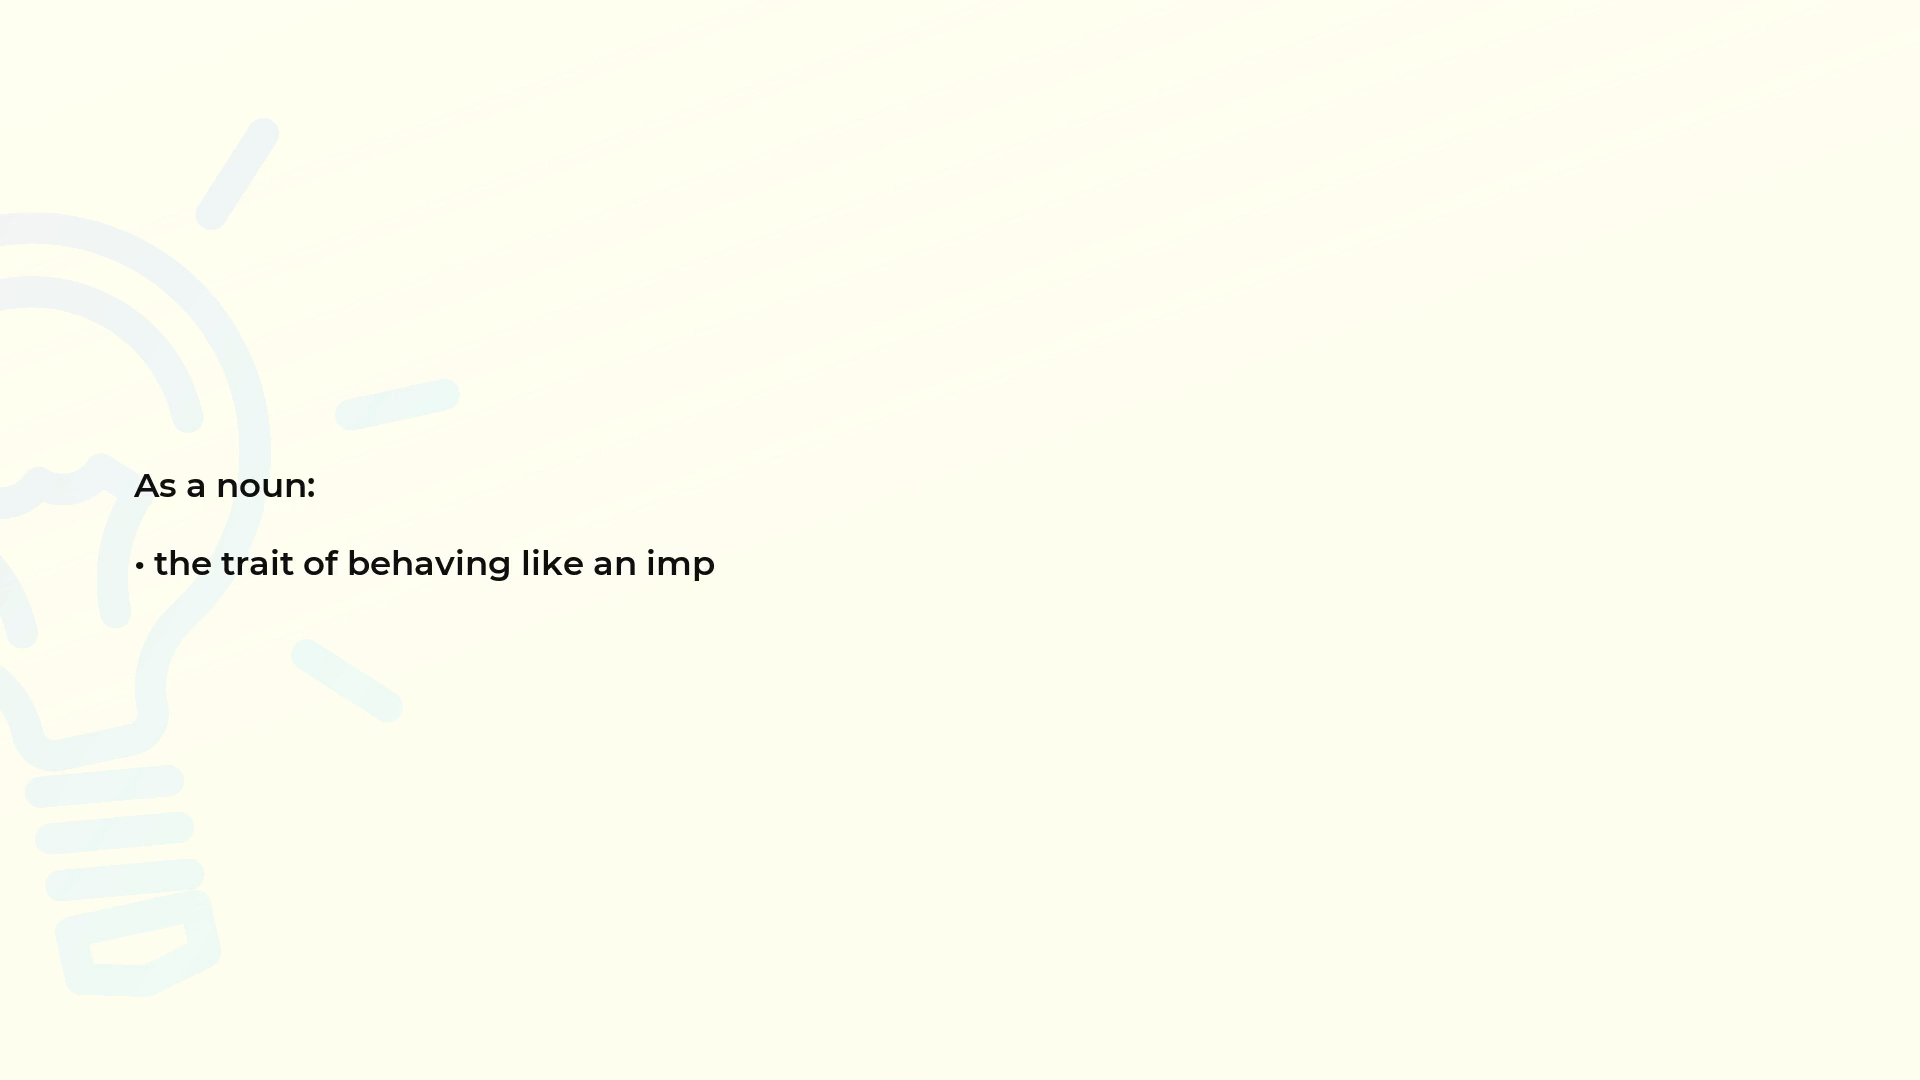 As a noun:
• the trait of behaving like an imp